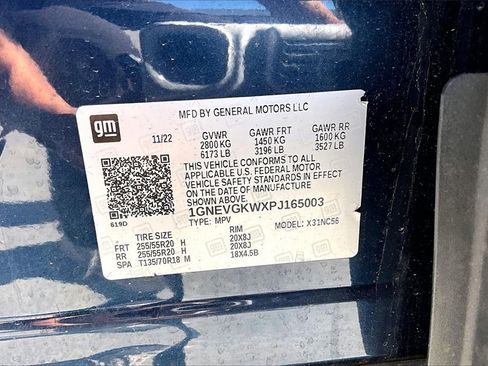 gm
MFD BY GENERAL MOTORS LLC
11/22 GVWR GAWR FRT GAWR RR
2800 KG 1450 KG 1600 KG
6173 LB 3196 LB 3527 LB
THIS VEHICLE CONFORMS TO ALL
APPLICABLE U.S. FEDERAL MOTOR
VEHICLE SAFETY STANDARDS IN EFFECT
ON THE DATE OF MANUFACTURE SHOWN ABOVE.
1GNEVGKWXPJ165003
619D TYPE: MPV MODEL: X31NC56
TIRE SIZE RIM
FRT 255/55R20 H 20X8J
RR 255/55R20 H 20X8J
SPA T135/70R18 M 18X4.5B